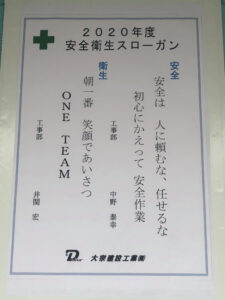 2020年度
安全衛生スローガン
安全
安全は 人に頼むな、任せるな
初心にかえって 安全作業
工事部 中野 泰幸
衛生
朝一番 笑顔であいさつ
ONE TEAM
工事部 井関 宏
大宗建設工業㈱